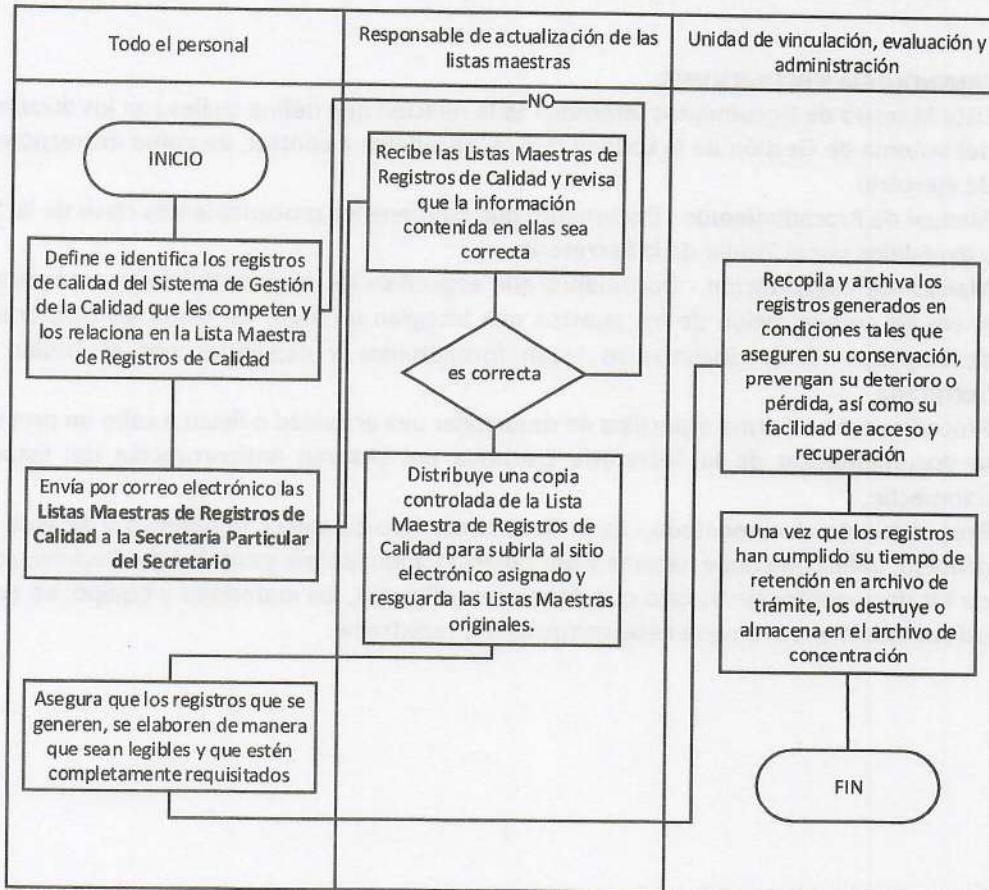 Todo el personal
Responsable de actualización de las
listas maestras
Unidad de vinculación, evaluación y
administración
INICIO
Define e identifica los registros
de calidad del Sistema de Gestión
de la Calidad que les competen y
los relaciona en la Lista Maestra
de Registro de Calidad
Envía por correo electrónico las
Listas Maestras de Registros de
Calidad a la Secretaria Particular
del Secretario
NO
Recibe las Listas Maestras de
Registros de Calidad y revisa
que la información
contenida en ellas sea
correcta
es correcta
Distribuye una copia
controlada de la Lista
Maestra de Registros de
Calidad para subirla al sitio
electrónico asignado y
resguarda las Listas Maestras
originales.
Asegura que los registros que se
generen, se elaboren de manera
que sean legibles y que estén
completamente requisitados
Recopila y archiva los
registros generados en
condiciones tales que
aseguren su conservación,
prevengan su deterioro o
pérdida, así como su
facilidad de acceso y
recuperación
Una vez que los registros
han cumplido su tiempo de
retención en archivo de
trámite, los destruye o
almacena en el archivo de
concentración
FIN